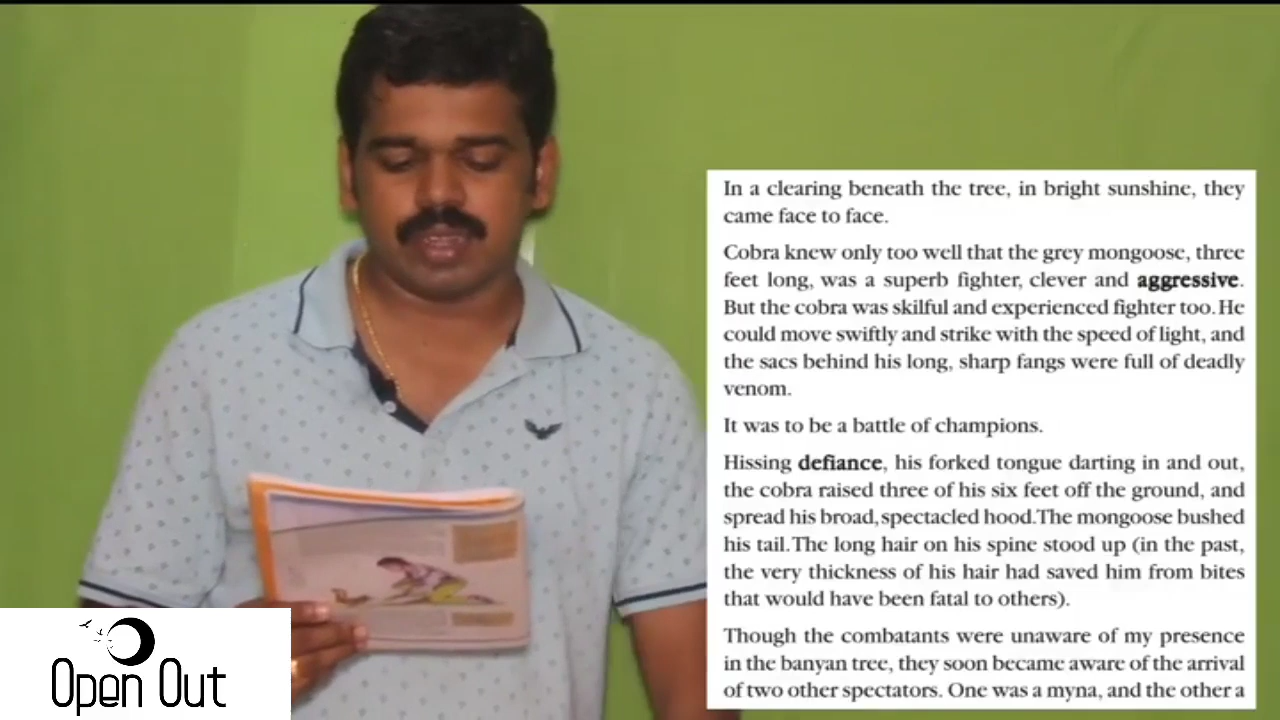 In a clearing beneath the tree, in bright sunshine, they
came face to face.
Cobra knew only too well that the grey mongoose, three
feet long, was a superb fighter, clever and aggressive.
But the cobra was skilful and experienced fighter too. He
could move swiftly and strike with the speed of light, and
the sacs behind his long, sharp fangs were full of deadly
venom.
It was to be a battle of champions.
Hissing defiance, his forked tongue darting in and out,
the cobra raised three of his six feet off the ground, and
spread his broad, spectacled hood. The mongoose bushed
his tail. The long hair on his spine stood up (in the past,
the very thickness of his hair had saved him from bites
that would have been fatal to others).
Though the combatants were unaware of my presence
in the banyan tree, they soon became aware of the arrival
of two other spectators. One was a myna, and the other a
Open Out